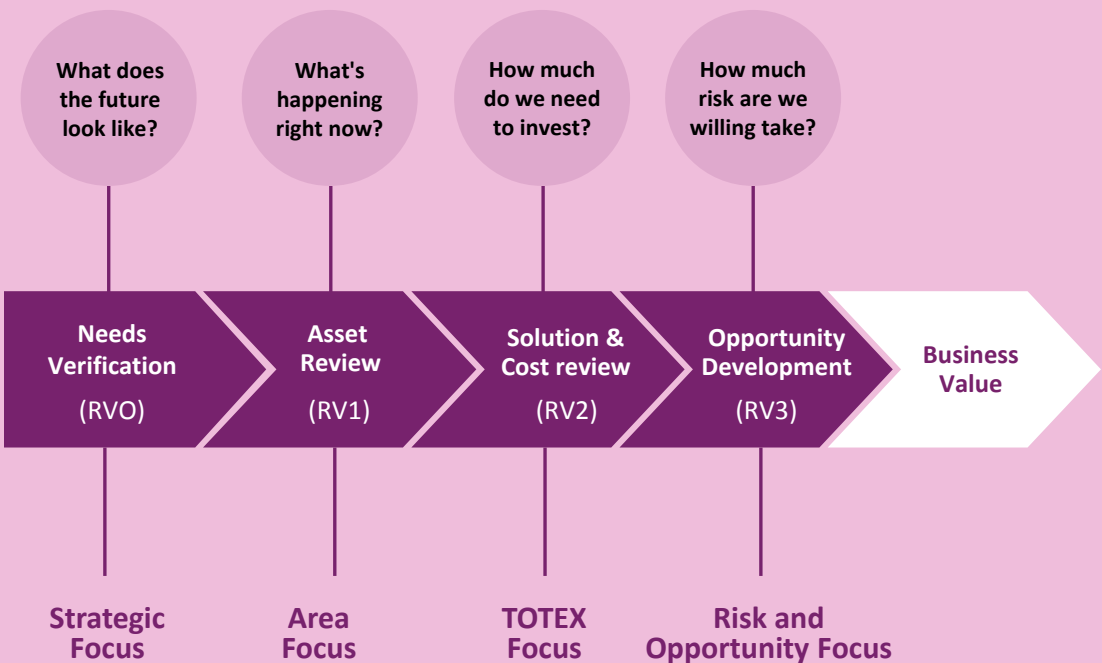 What does
the future
look like?
What's
happening
right now?
How much
do we need
to invest?
How much
risk are we
willing take?
Needs
Verification
(RVO)
Asset
Review
(RV1)
Solution &
Cost review
(RV2)
Opportunity
Development
(RV3)
Business
Value
Strategic
Focus
Area
Focus
TOTEX
Focus
Risk and
Opportunity Focus